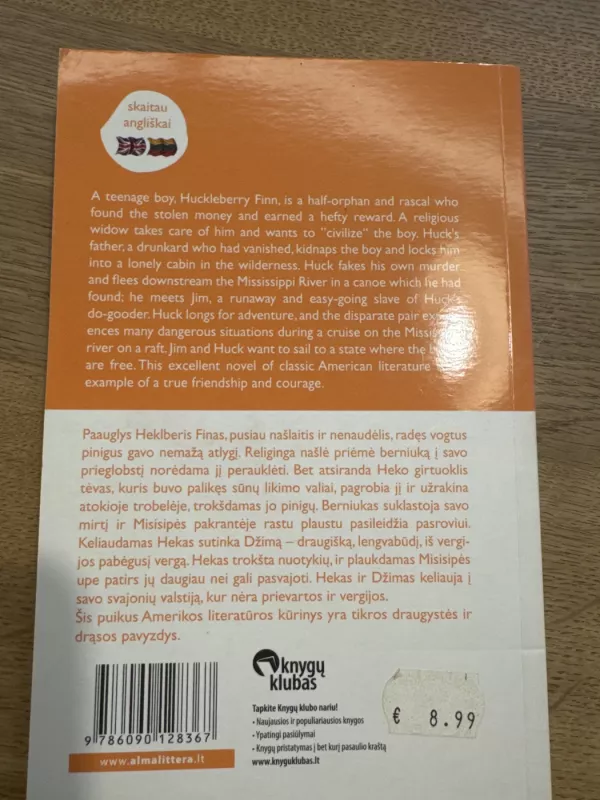 skaitau
angliškai
A teenage boy, Huckleberry Finn, is a half-orphan and rascal who
found the stolen money and earned a hefty reward. A religious
widow takes care of him and wants to "civilize" the boy. Huck's
father, a drunkard who had vanished, kidnaps the boy and locks him
into a lonely cabin in the wilderness. Huck fakes his own murder
and flees downstream the Mississippi River in a canoe which he had
found; he meets Jim, a runaway and easy-going slave of Huck's
do-gooder. Huck longs for adventure, and the disparate pair
ences many dangerous situations during a cruise on the
river on a raft. Jim and Huck want to sail to a state where the
are free. This excellent novel of classic American literature
example of a true friendship and courage.
Paauglys Heklberis Finas, pusiau našlaitis ir nenaudėlis, radęs vogtus
pinigus gavo nemažą atlygį. Religinga našlė priėmė berniuką į savo
prieglobstį norėdama jį perauklėti. Bet atsiranda Heko girtuoklis
tėvas, kuris buvo palikęs sūnų likimo valiai, pagrobia jį ir užrakina
atokioje trobelėje, trokšdamas jo pinigų. Berniukas suklastoja savo
mirtį ir Misisipės pakrantėje rastu plaustu pasileidžia pasroviui.
Keliaudamas Hekas sutinka Džimą – draugišką, lengvabūdį, iš vergi-
jos pabėgusį vergą. Hekas trokšta nuotykių, ir plaukdamas Misisipės
upe patirs jų daugiau nei gali pasvajoti. Hekas ir Džimas keliauja į
savo svajonių valstiją, kur nėra prievartos ir vergijos.
Šis puikus Amerikos literatūros kūrinys yra tikros draugystės ir
drąsos pavyzdys.
9 786090 128367
www.almalittera.lt
knygų
klubas
Tapkite Knygų klubo nariu!
• Naujausios ir populiariausios knygos
• Ypatingi pasiūlymai
• Knygų pristatymas į bet kurį pasaulio kraštą
www.knyguklubas.lt
€ 8.99